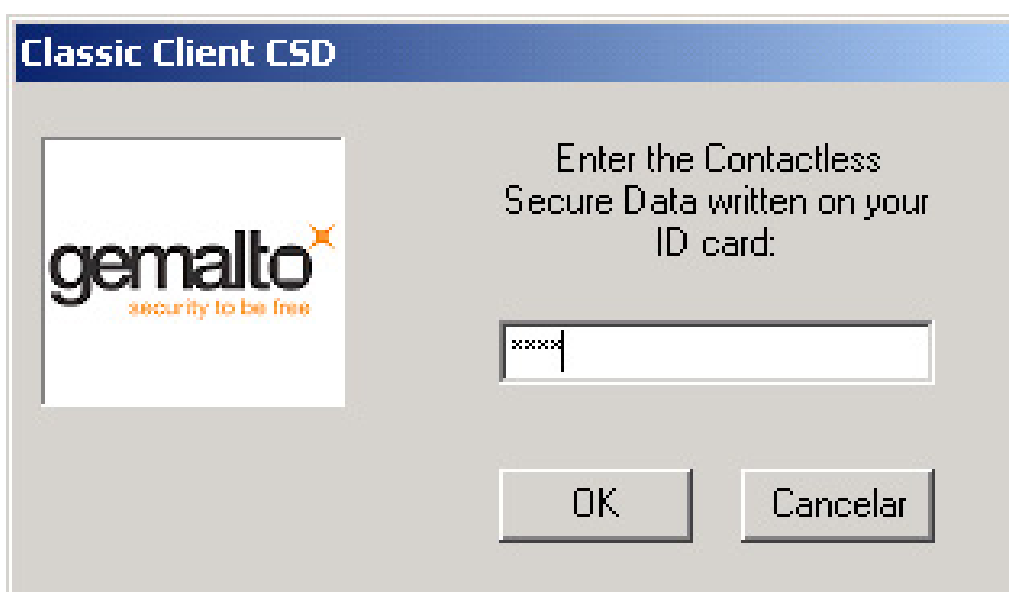 Classic Client CSD
gemalto
security to be free
Enter the Contactless
Secure Data written on your
ID card:
××××
OK
Cancelar